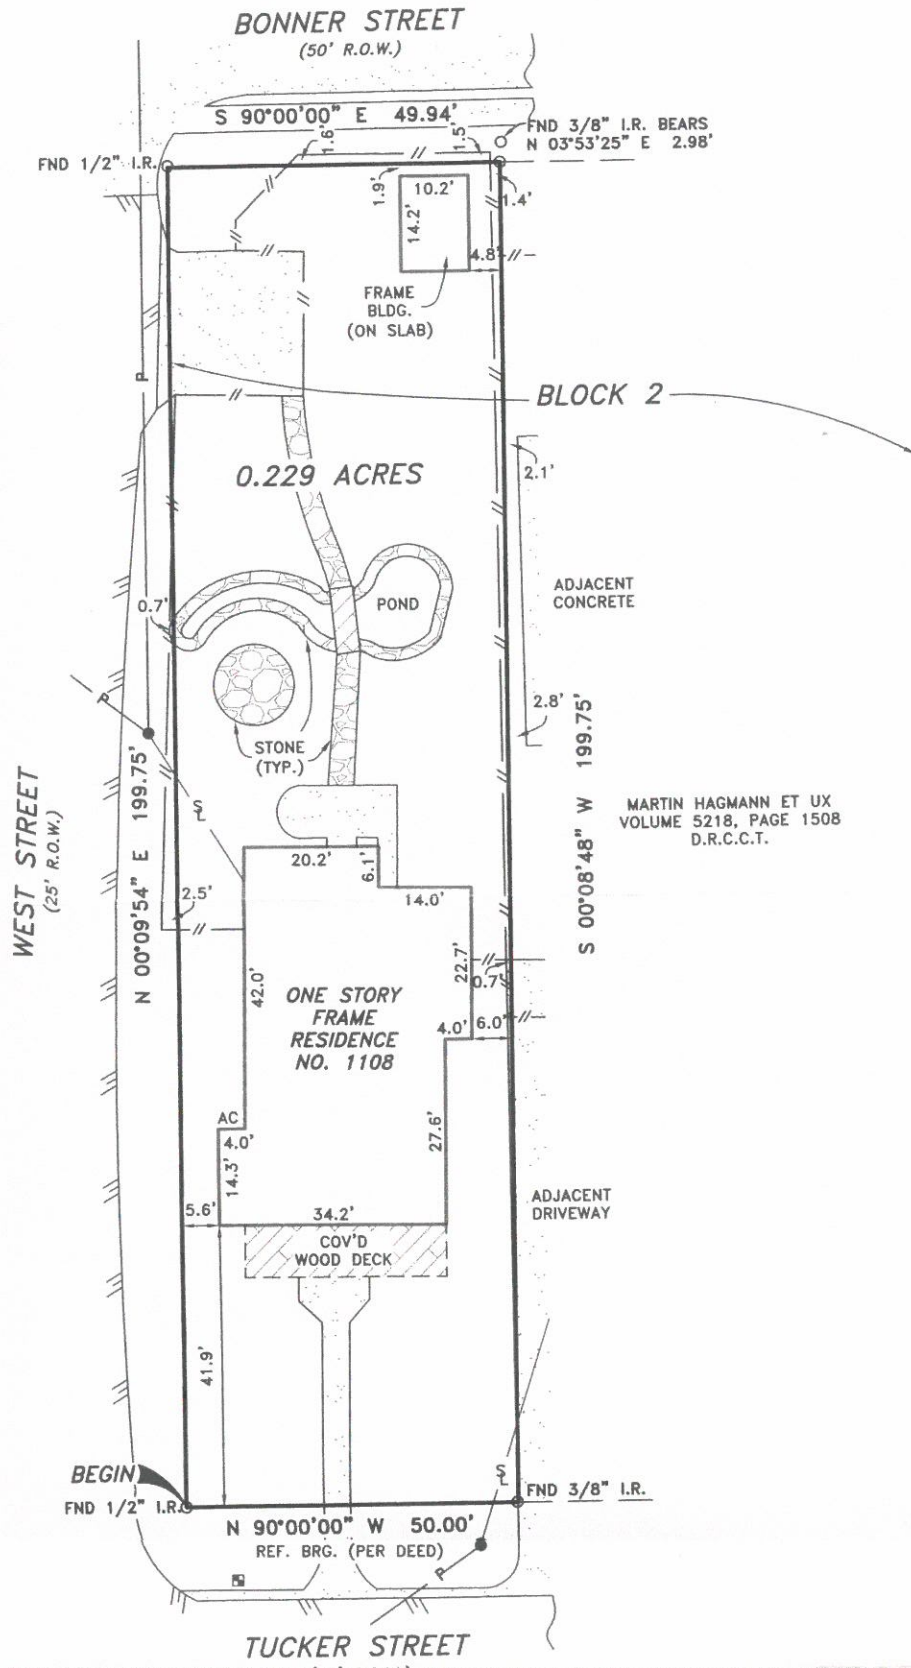 BONNER STREET
(50' R.O.W.)
S 90°00'00" E 49.94'
FND 3/8" I.R. BEARS
N 03°53'25" E 2.98'
FND 1/2" I.R.
1.6'
1.5'
1.9'
10.2'
1.4'
14.2'
4.8'
FRAME
BLDG.
(ON SLAB)
P
BLOCK 2
0.229 ACRES
2.1'
ADJACENT
CONCRETE
POND
0.7'
P
2.8'
STONE
(TYP.)
WEST STREET
(25' R.O.W.)
N 00°09'54" E 199.75'
SL
S 00°08'48" W 199.75'
MARTIN HAGMANN ET UX
VOLUME 5218, PAGE 1508
D.R.C.C.T.
20.2'
6.1'
14.0'
2.5'
42.0'
22.7'
0.7'
ONE STORY
FRAME
RESIDENCE
NO. 1108
4.0'
6.0'
AC
4.0'
14.3'
27.6'
5.6'
34.2'
ADJACENT
DRIVEWAY
COV'D
WOOD DECK
41.9'
BEGIN
SL
FND 1/2" I.R.
FND 3/8" I.R.
N 90°00'00" W 50.00'
REF. BRG. (PER DEED)
P
TUCKER STREET